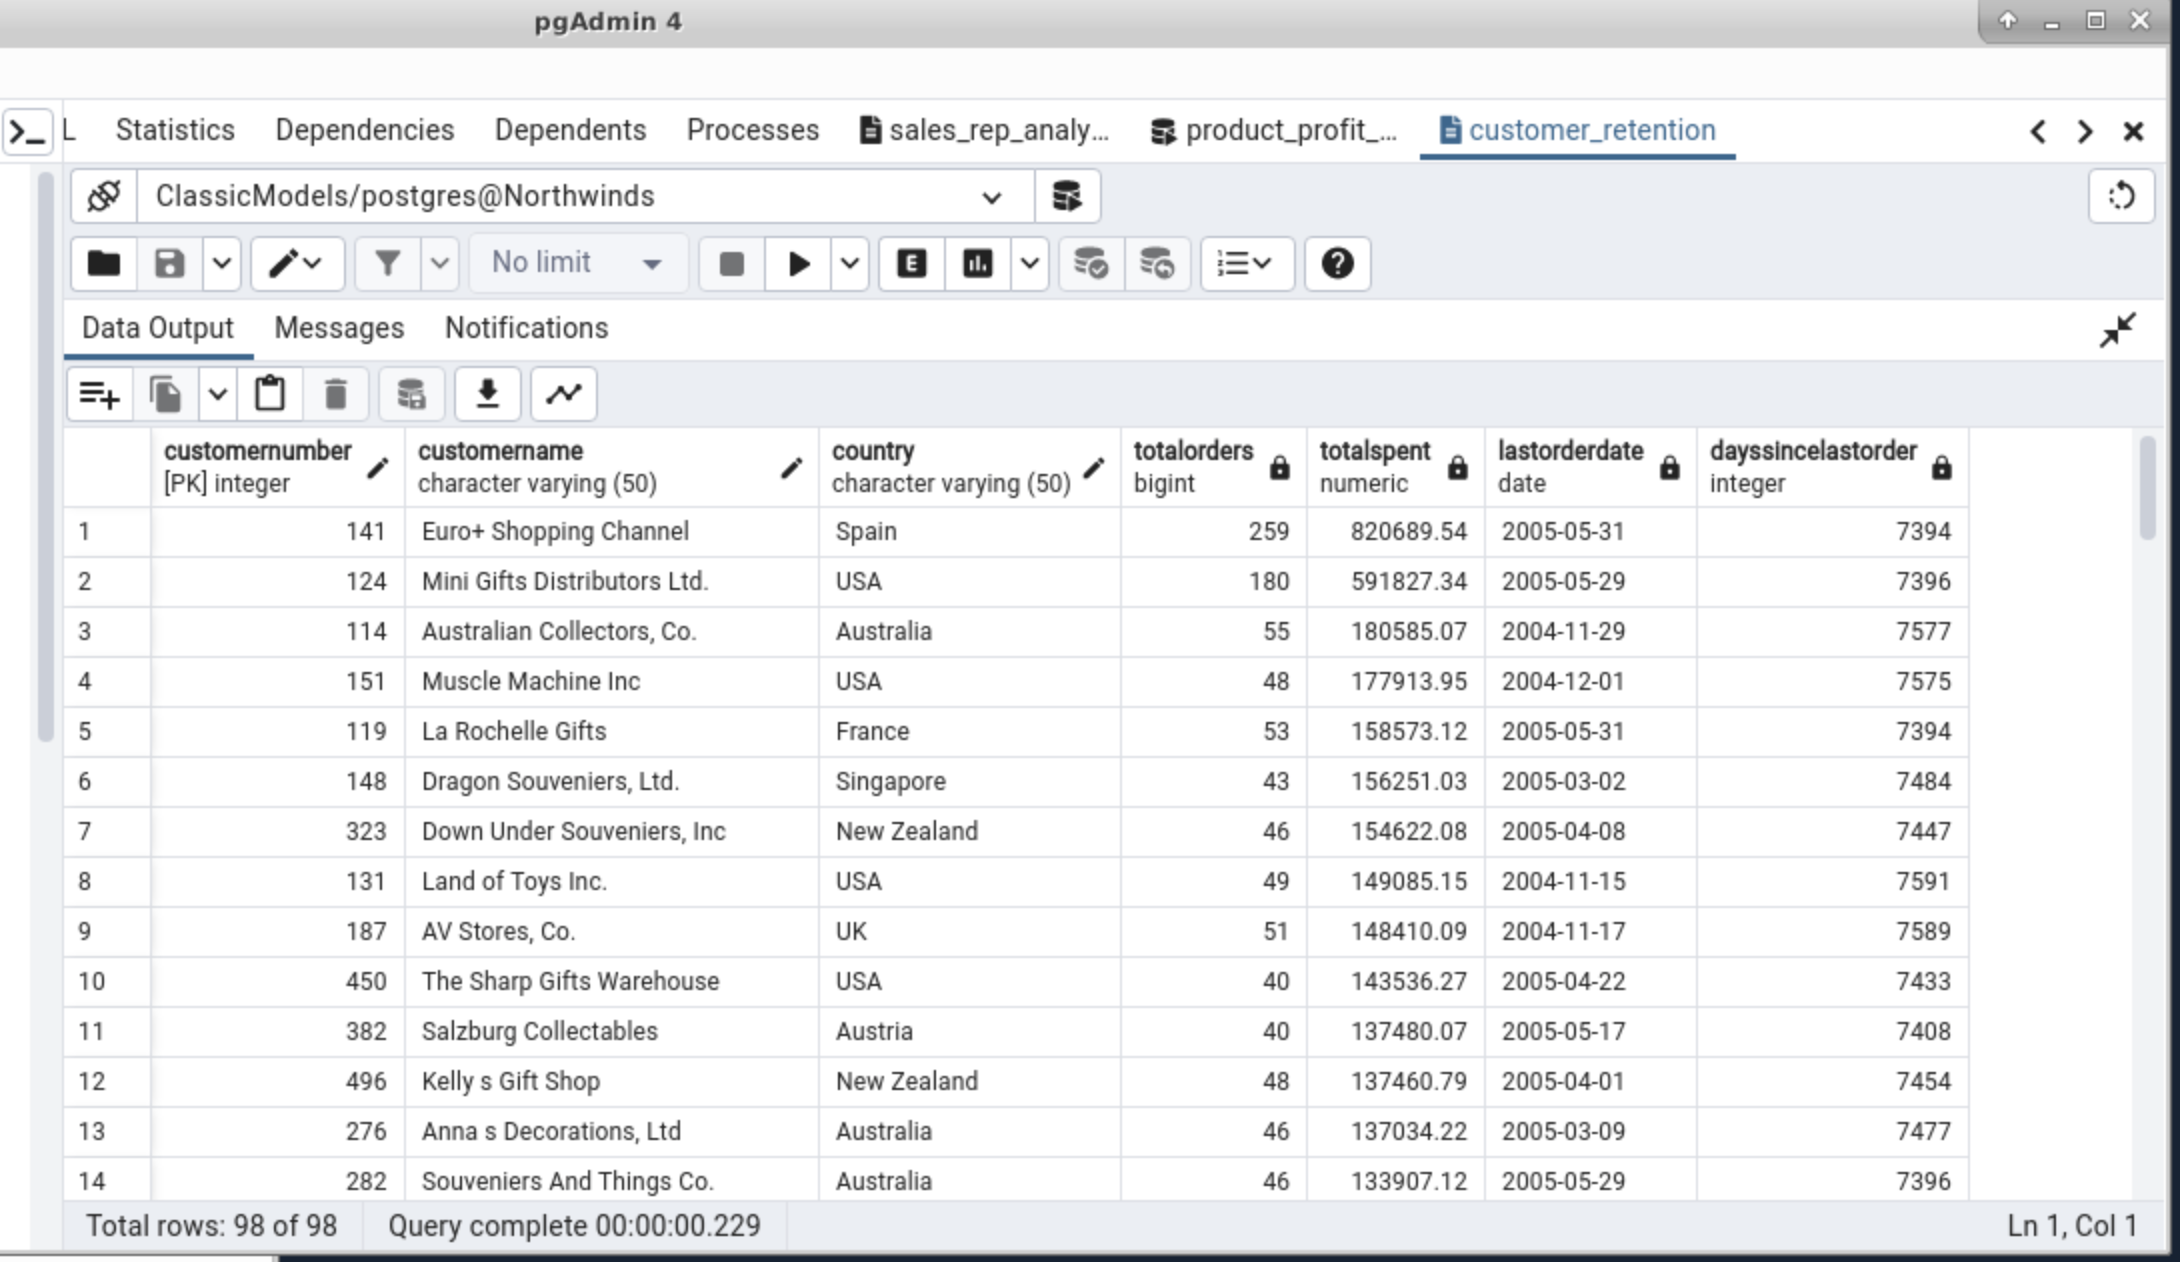 pgAdmin 4
L Statistics Dependencies Dependents Processes sales_rep_analy... product_profit_... customer_retention
ClassicModels/postgres@Northwinds
No limit E
Data Output Messages Notifications
customernumber customername country totalorders totalspent lastorderdate dayssincelastorder
[PK] integer character varying (50) character varying (50) bigint numeric date integer
1 141 Euro+ Shopping Channel Spain 259 820689.54 2005-05-31 7394
2 124 Mini Gifts Distributors Ltd. USA 180 591827.34 2005-05-29 7396
3 114 Australian Collectors, Co. Australia 55 180585.07 2004-11-29 7577
4 151 Muscle Machine Inc USA 48 177913.95 2004-12-01 7575
5 119 La Rochelle Gifts France 53 158573.12 2005-05-31 7394
6 148 Dragon Souveniers, Ltd. Singapore 43 156251.03 2005-03-02 7484
7 323 Down Under Souveniers, Inc New Zealand 46 154622.08 2005-04-08 7447
8 131 Land of Toys Inc. USA 49 149085.15 2004-11-15 7591
9 187 AV Stores, Co. UK 51 148410.09 2004-11-17 7589
10 450 The Sharp Gifts Warehouse USA 40 143536.27 2005-04-22 7433
11 382 Salzburg Collectables Austria 40 137480.07 2005-05-17 7408
12 496 Kelly s Gift Shop New Zealand 48 137460.79 2005-04-01 7454
13 276 Anna s Decorations, Ltd Australia 46 137034.22 2005-03-09 7477
14 282 Souveniers And Things Co. Australia 46 133907.12 2005-05-29 7396
Total rows: 98 of 98 Query complete 00:00:00.229 Ln 1, Col 1